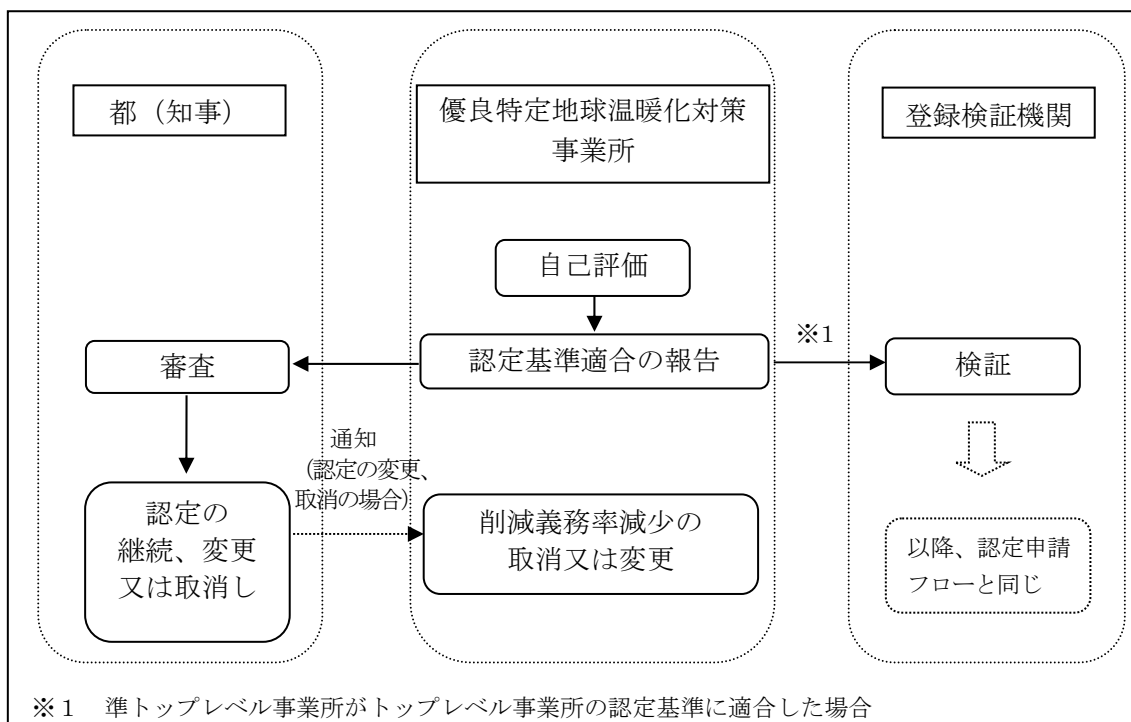 都（知事）
優良特定地球温暖化対策
事業所
登録検証機関
自己評価
※1
審査
認定基準適合の報告
検証
通知
(認定の変更、
取消の場合)
認定の
継続、変更
又は取消し
削減義務率減少の
取消又は変更
以降、認定申請
フローと同じ
※１　準トップレベル事業所がトップレベル事業所の認定基準に適合した場合